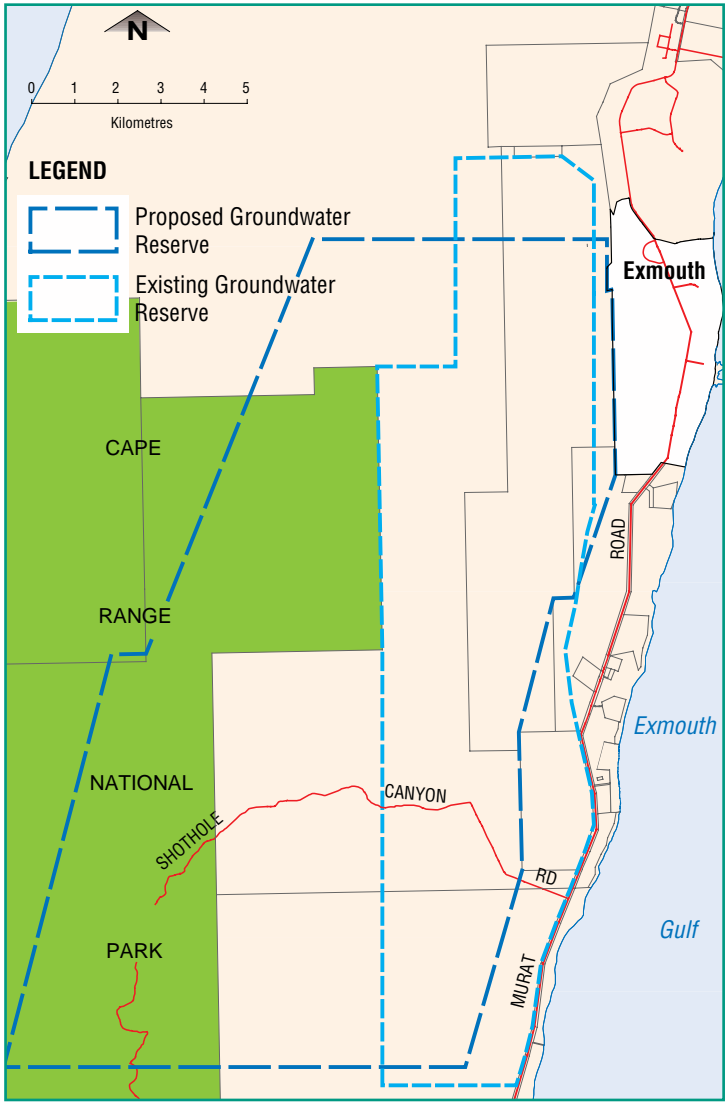 N
0 1 2 3 4 5
Kilometres
LEGEND
Proposed Groundwater
Reserve
Existing Groundwater
Reserve
Exmouth
CAPE
ROAD
RANGE
Exmouth
NATIONAL
CANYON
SHOTHOLE
RD
Gulf
PARK
MURAT